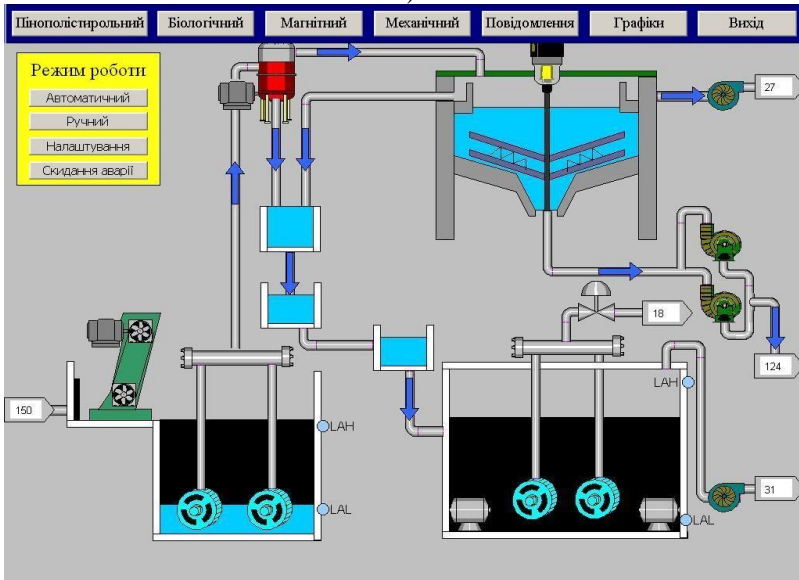 Пінополістирольний Біологічний Магнітний Механічний Повідомлення Графіки Вихід
Режим роботи
Автоматичний
Ручний
Налаштування
Скидання аварії
27
18
124
150
LAH
LAL
LAH
LAL
31